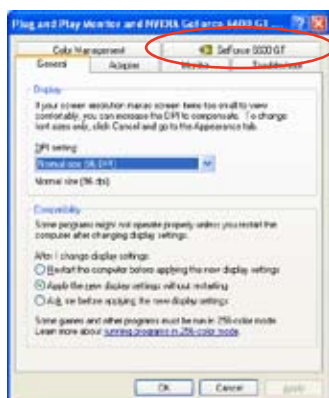 Plug and Play Monitor and NVIDIA GeForce 6600 GT ...
Color Management
GeForce 6600 GT
General
Adapter
Monitor
Troubleshoot
Display
If your screen resolution makes screen items too small to view
comfortably, you can increase the DPI to compensate. To change
font sizes only, click Cancel and go to the Appearance tab.
DPI setting:
Normal size (96 DPI)
Normal size (96 dpi)
Compatibility
Some programs might not operate properly unless you restart the
computer after changing display settings.
After I change display settings:
Restart the computer before applying the new display settings
Apply the new display settings without restarting
Ask me before applying the new display settings
Some games and other programs must be run in 256-color mode.
Learn more about running programs in 256-color mode.
OK
Cancel
Apply